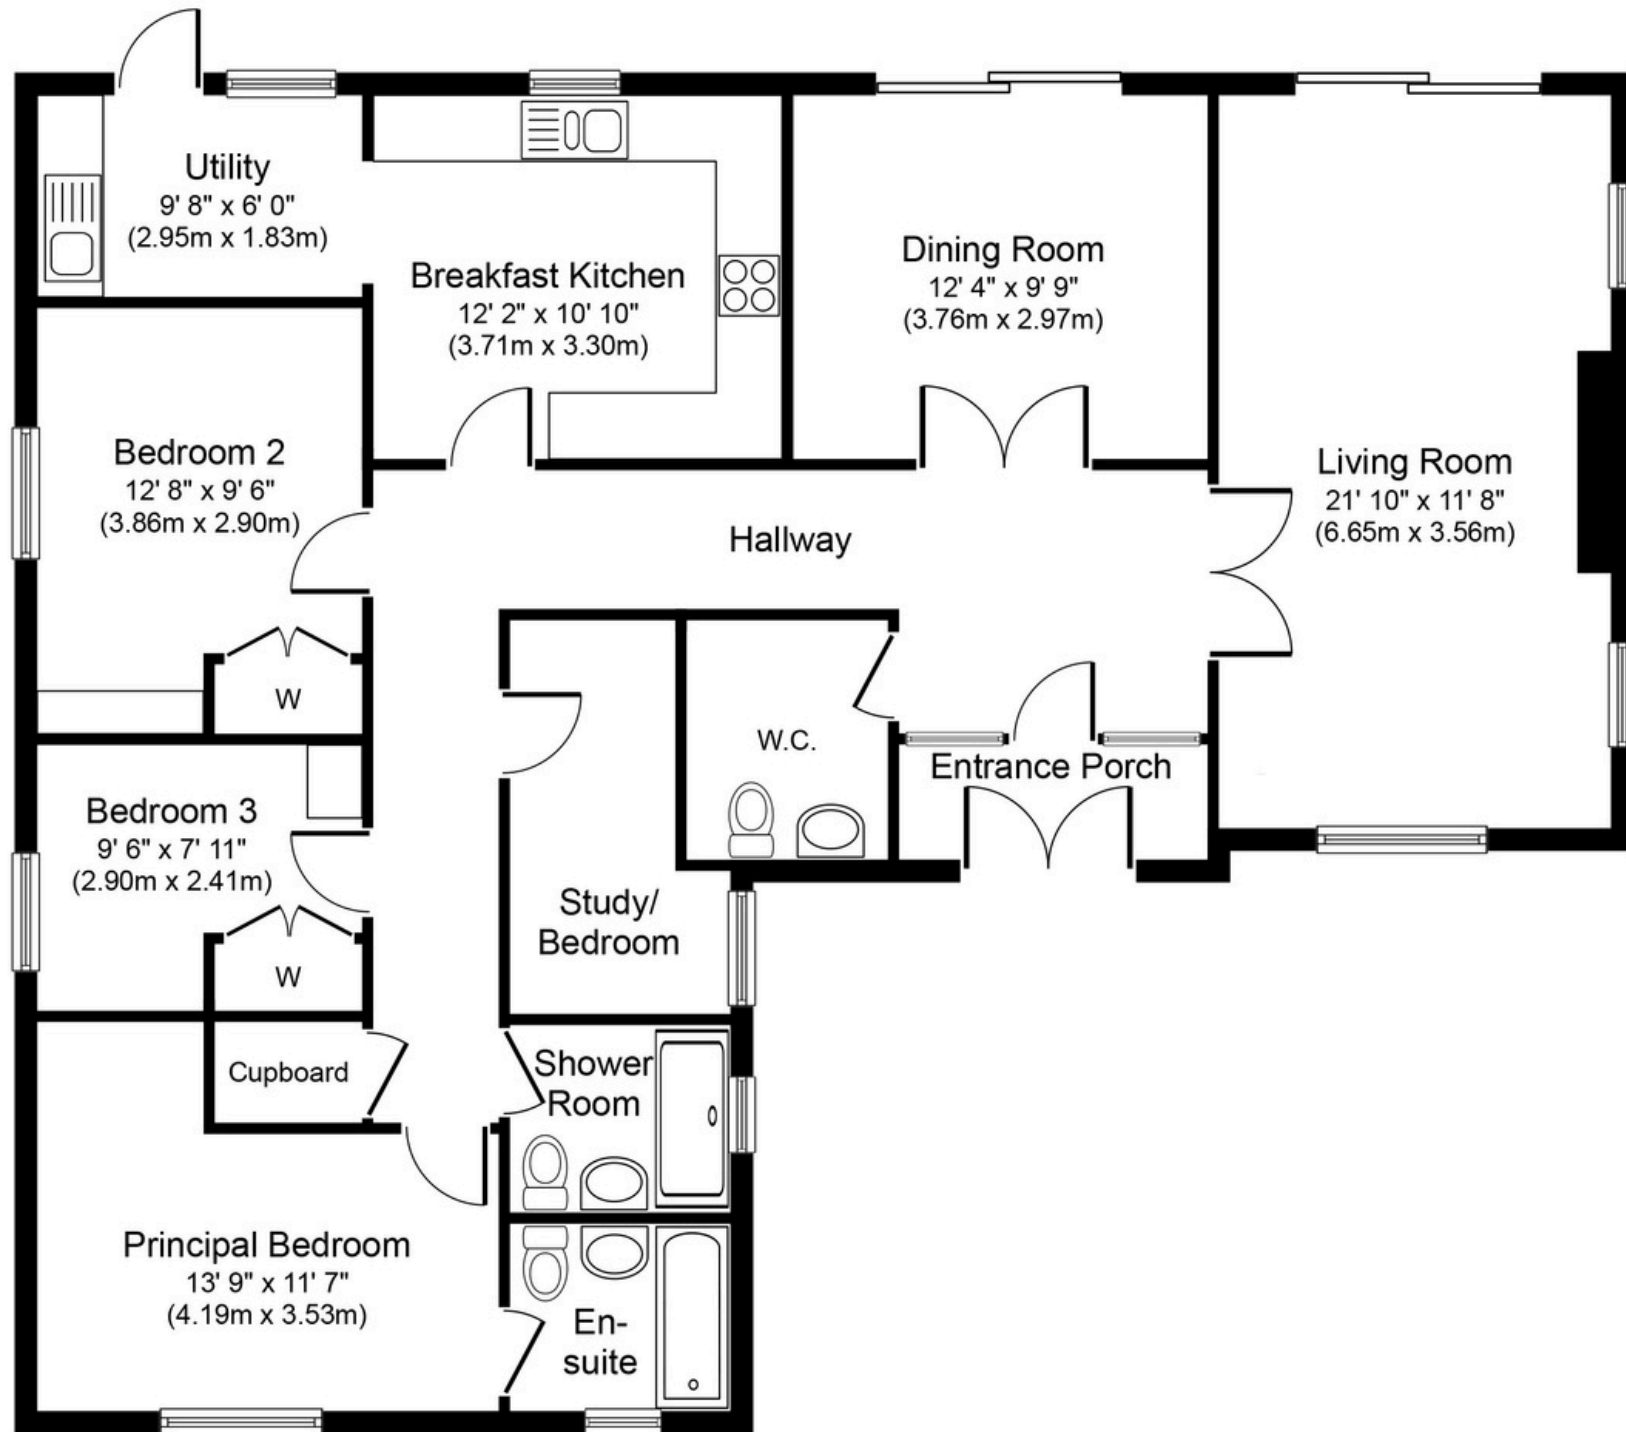 Utility
9' 8" x 6' 0"
(2.95m x 1.83m)
Breakfast Kitchen
12' 2" x 10' 10"
(3.71m x 3.30m)
Dining Room
12' 4" x 9' 9"
(3.76m x 2.97m)
Living Room
21' 10" x 11' 8"
(6.65m x 3.56m)
Bedroom 2
12' 8" x 9' 6"
(3.86m x 2.90m)
W
Hallway
W.C.
Entrance Porch
Bedroom 3
9' 6" x 7' 11"
(2.90m x 2.41m)
W
Study/
Bedroom
Cupboard
Shower
Room
Principal Bedroom
13' 9" x 11' 7"
(4.19m x 3.53m)
En-
suite